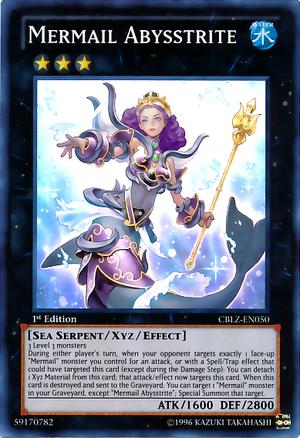 Mermail Abysstrite
WATER
水
1st Edition
CBLZ-EN050
[Sea Serpent/Xyz/Effect]
3 Level 3 monsters
During either player's turn, when your opponent targets exactly 1 face-up
"Mermail" monster you control for an attack, or with a Spell/Trap effect that
could have targeted this card (except during the Damage Step): You can detach
1 Xyz Material from this card; that attack/effect now targets this card. When this
card is destroyed and sent to the Graveyard: You can target 1 "Mermail" monster
in your Graveyard, except "Mermail Abysstrite"; Special Summon that target.
ATK/1600 DEF/2800
59170782
©1996 KAZUKI TAKAHASHI